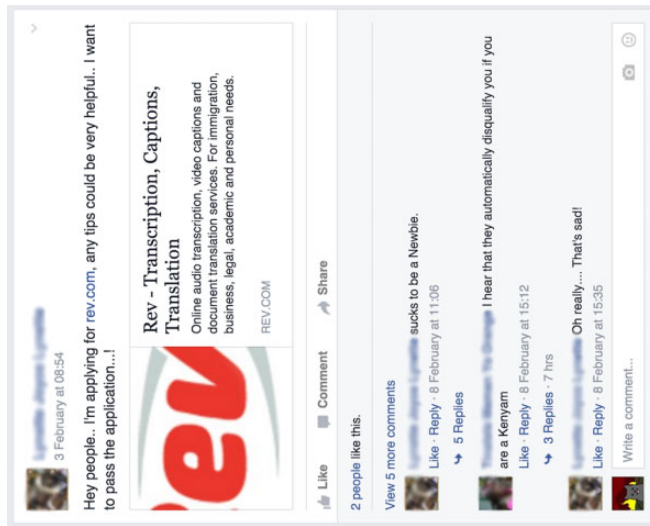 3 February at 08:54
Hey people.. I'm applying for rev.com, any tips could be very helpful.. I want
to pass the application...!
ev
Rev - Transcription, Captions,
Translation
Online audio transcription, video captions and
document translation services. For immigration,
business, legal, academic and personal needs.
REV.COM
Like Comment Share
2 people like this.
View 5 more comments
sucks to be a Newbie.
Like · Reply · 8 February at 11:06
5 Replies
I hear that they automatically disqualify you if you
are a Kenyam
Like · Reply · 8 February at 15:12
3 Replies · 7 hrs
Oh really.... That's sad!
Like · Reply · 8 February at 15:35
Write a comment...